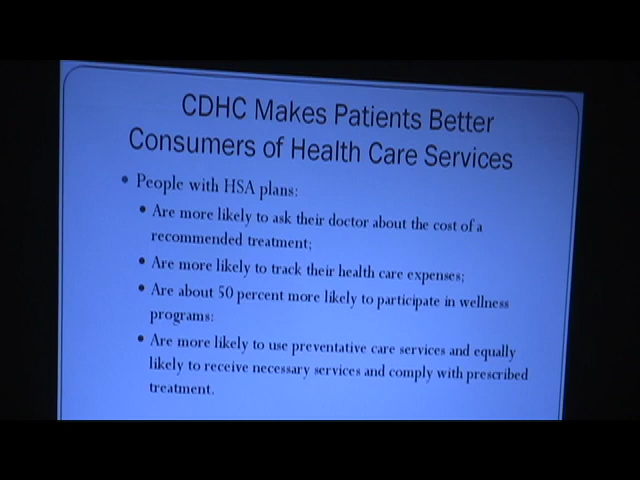 CDHC Makes Patients Better
Consumers of Health Care Services
• People with HSA plans:
• Are more likely to ask their doctor about the cost of a
recommended treatment;
• Are more likely to track their health care expenses;
• Are about 50 percent more likely to participate in wellness
programs:
• Are more likely to use preventative care services and equally
likely to receive necessary services and comply with prescribed
treatment.